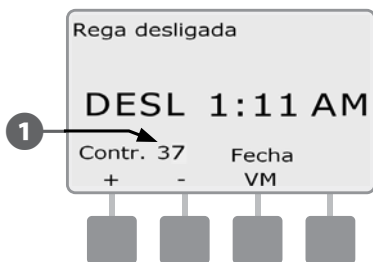 Rega desligada
DESL 1:11 AM
1
Contr. 37 Fecha
+ - VM